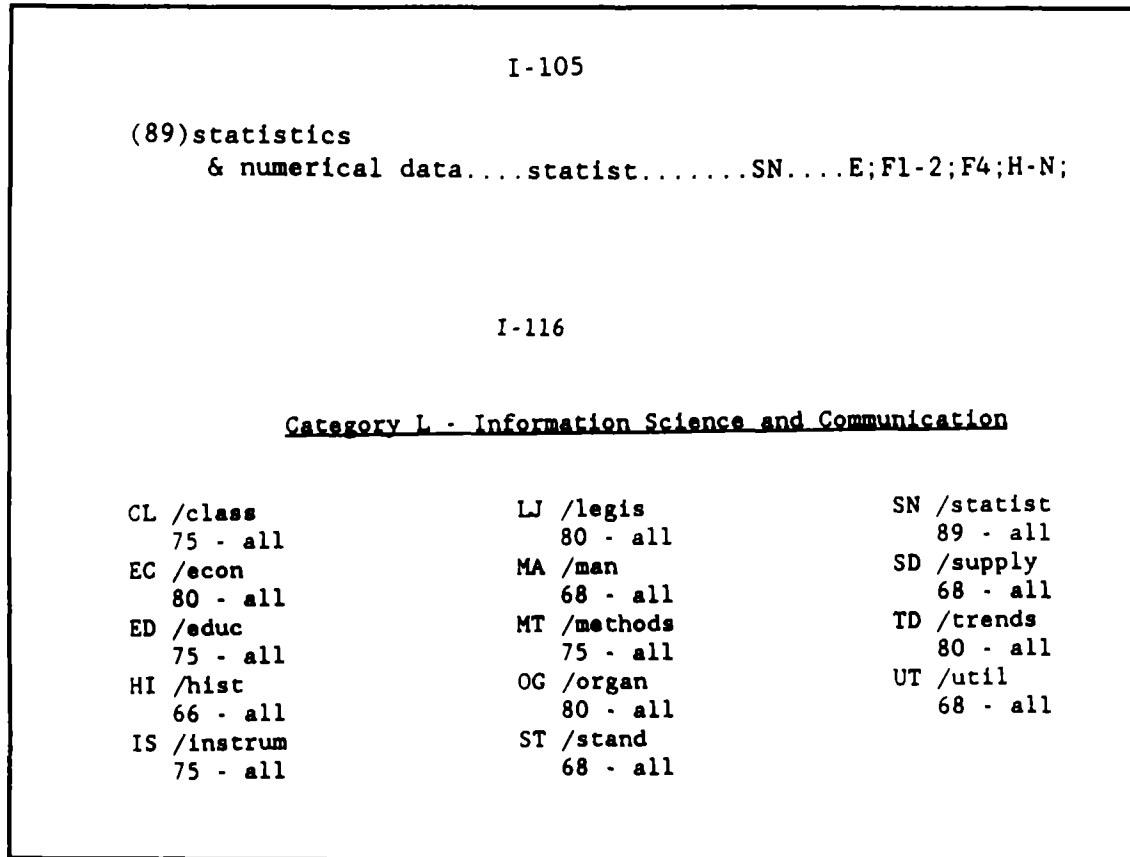 I-105
(89)statistics
& numerical data....statist.......SN....E;F1-2;F4;H-N;
I-116
Category L - Information Science and Communication
CL /class
75 - all
EC /econ
80 - all
ED /educ
75 - all
HI /hist
66 - all
IS /instrum
75 - all
LJ /legis
80 - all
MA /man
68 - all
MT /methods
75 - all
OG /organ
80 - all
ST /stand
68 - all
SN /statist
89 - all
SD /supply
68 - all
TD /trends
80 - all
UT /util
68 - all